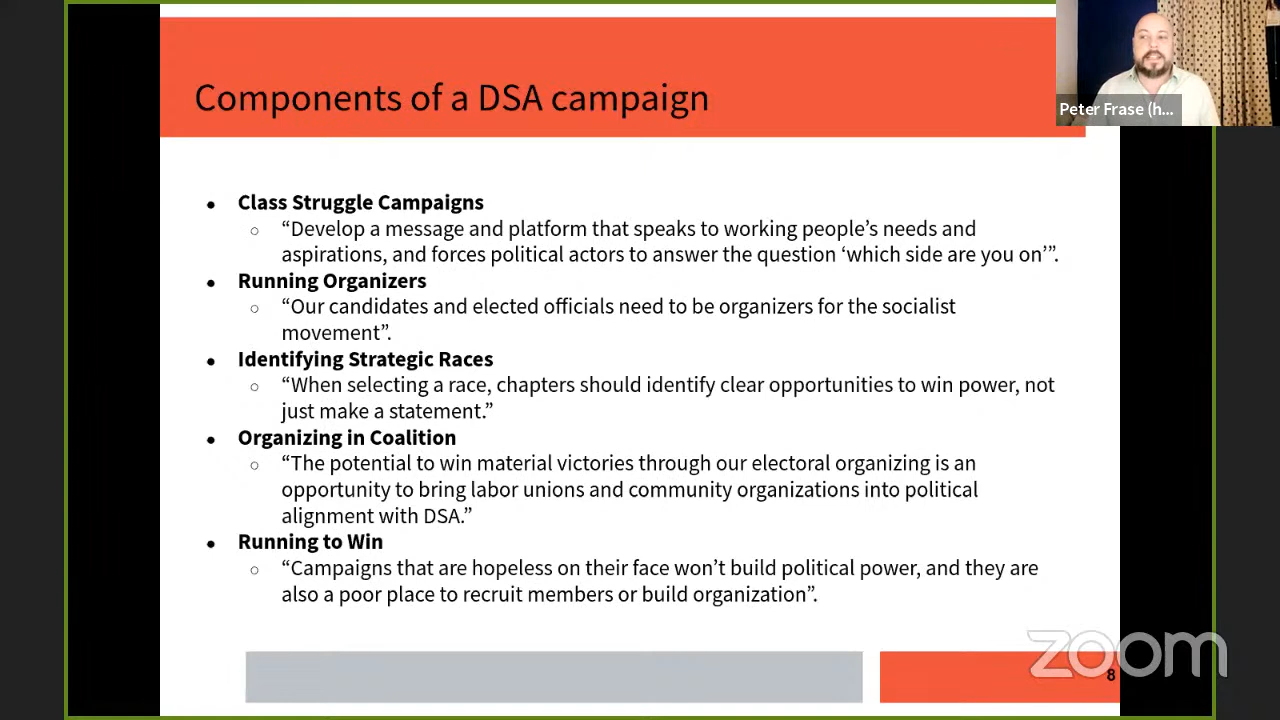 Components of a DSA campaign
Peter Frase (h...
● Class Struggle Campaigns
○ “Develop a message and platform that speaks to working people’s needs and
aspirations, and forces political actors to answer the question ‘which side are you on’”.
● Running Organizers
○ “Our candidates and elected officials need to be organizers for the socialist
movement”.
● Identifying Strategic Races
○ “When selecting a race, chapters should identify clear opportunities to win power, not
just make a statement.”
● Organizing in Coalition
○ “The potential to win material victories through our electoral organizing is an
opportunity to bring labor unions and community organizations into political
alignment with DSA.”
● Running to Win
○ “Campaigns that are hopeless on their face won’t build political power, and they are
also a poor place to recruit members or build organization”.
zoom
8